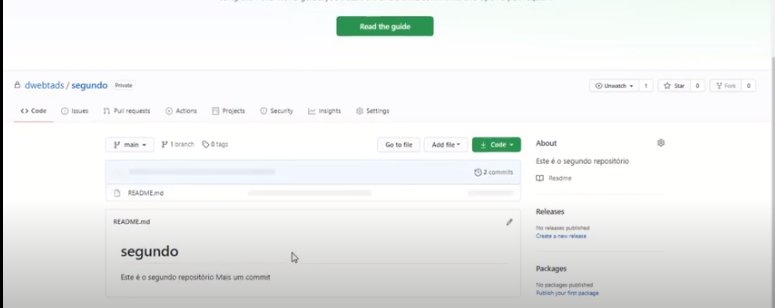 Read the guide
dwebtads / segundo Private
Unwatch 1 Star 0 Fork 0
<> Code Issues Pull requests Actions Projects Security Insights Settings
main 1 branch 0 tags Go to file Add file Code
About
Este é o segundo repositório
2 commits
Readme
README.md
Releases
README.md
No releases published
Create a new release
segundo
Packages
Este é o segundo repositório Mais um commit
No packages published
Publish your first package